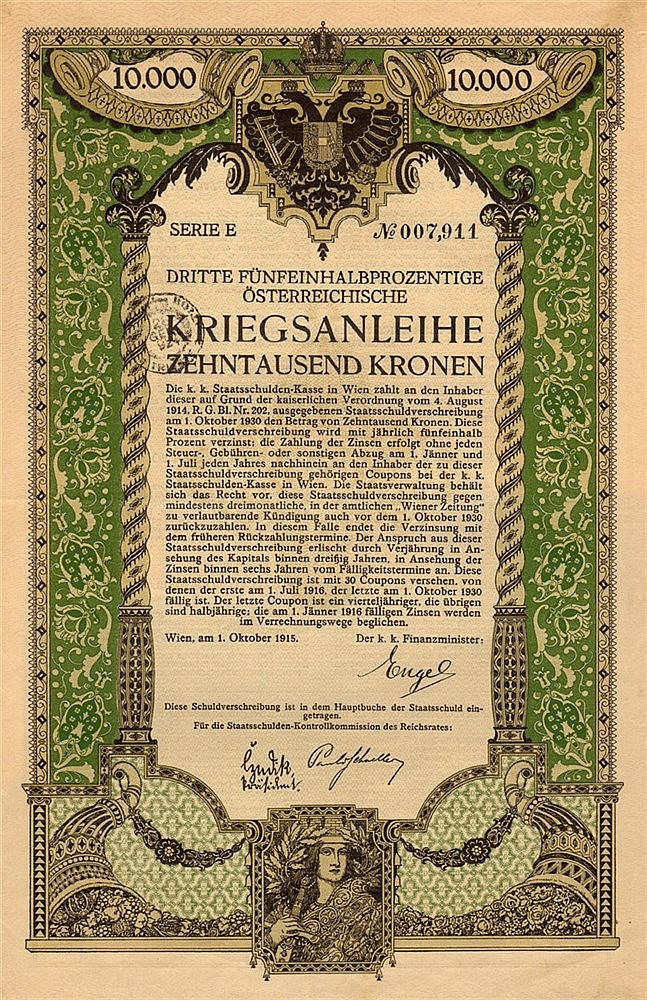 10.000
10.000
SERIE E
№ 007,911
DRITTE FÜNFEINHALBPROZENTIGE
ÖSTERREICHISCHE
KRIEGSANLEIHE
ZEHNTAUSEND KRONEN
Die k. k. Staatsschulden-Kasse in Wien zahlt an den Inhaber
dieser auf Grund der kaiserlichen Verordnung vom 4. August
1914, R. G. Bl. Nr. 202, ausgegebenen Staatsschuldverschreibung
am 1. Oktober 1930 den Betrag von Zehntausend Kronen. Diese
Staatsschuldverschreibung wird mit jährlich fünfeinhalb
Prozent verzinst; die Zahlung der Zinsen erfolgt ohne jeden
Steuer-, Gebühren- oder sonstigen Abzug am 1. Jänner und
1. Juli jeden Jahres nachhinein an den Inhaber der zu dieser
Staatsschuldverschreibung gehörigen Coupons bei der k. k.
Staatsschulden-Kasse in Wien. Die Staatsverwaltung behält
sich das Recht vor, diese Staatsschuldverschreibung gegen
mindestens dreimonatliche, in der amtlichen „Wiener Zeitung“
zu verlautbarende Kündigung auch vor dem 1. Oktober 1930
zurückzuzahlen. In diesem Falle endet die Verzinsung mit
dem früheren Rückzahlungstermine. Der Anspruch aus dieser
Staatsschuldverschreibung erlischt durch Verjährung in An-
sehung des Kapitals binnen dreißig Jahren, in Ansehung der
Zinsen binnen sechs Jahren vom Fälligkeitstermine an. Diese
Staatsschuldverschreibung ist mit 30 Coupons versehen, von
denen der erste am 1. Juli 1916, der letzte am 1. Oktober 1930
fällig ist. Der letzte Coupon ist ein vierteljähriger, die übrigen
sind halbjährige; die am 1. Jänner 1916 fälligen Zinsen werden
im Verrechnungswege beglichen.
Wien, am 1. Oktober 1915.
Der k. k. Finanzminister:
Engel
Diese Schuldverschreibung ist in dem Hauptbuche der Staatsschuld ein-
getragen.
Für die Staatsschulden-Kontrollkommission des Reichsrates:
Präsident.